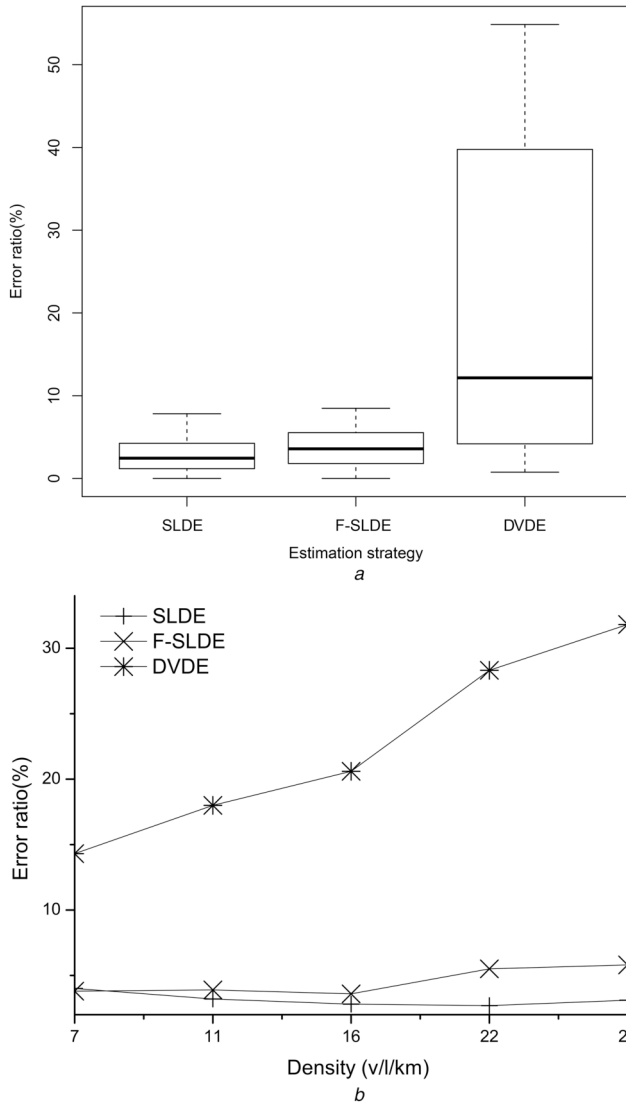 50
40
30
20
10
0
Error ratio(%)
SLDE F-SLDE DVDE
Estimation strategy
a
SLDE
F-SLDE
DVDE
30
20
10
Error ratio(%)
7 11 16 22
Density (v/l/km)
b